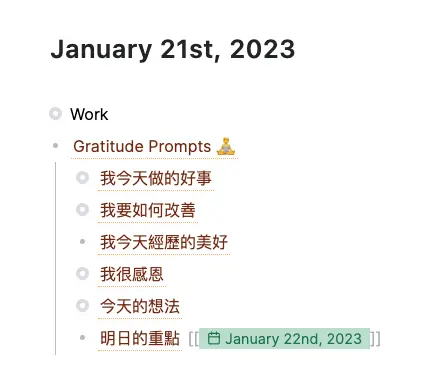 January 21st, 2023
Work
Gratitude Prompts 🧘
我今天做的好事
我要如何改善
我今天經歷的美好
我很感恩
今天的想法
明日的重點 [[January 22nd, 2023]]